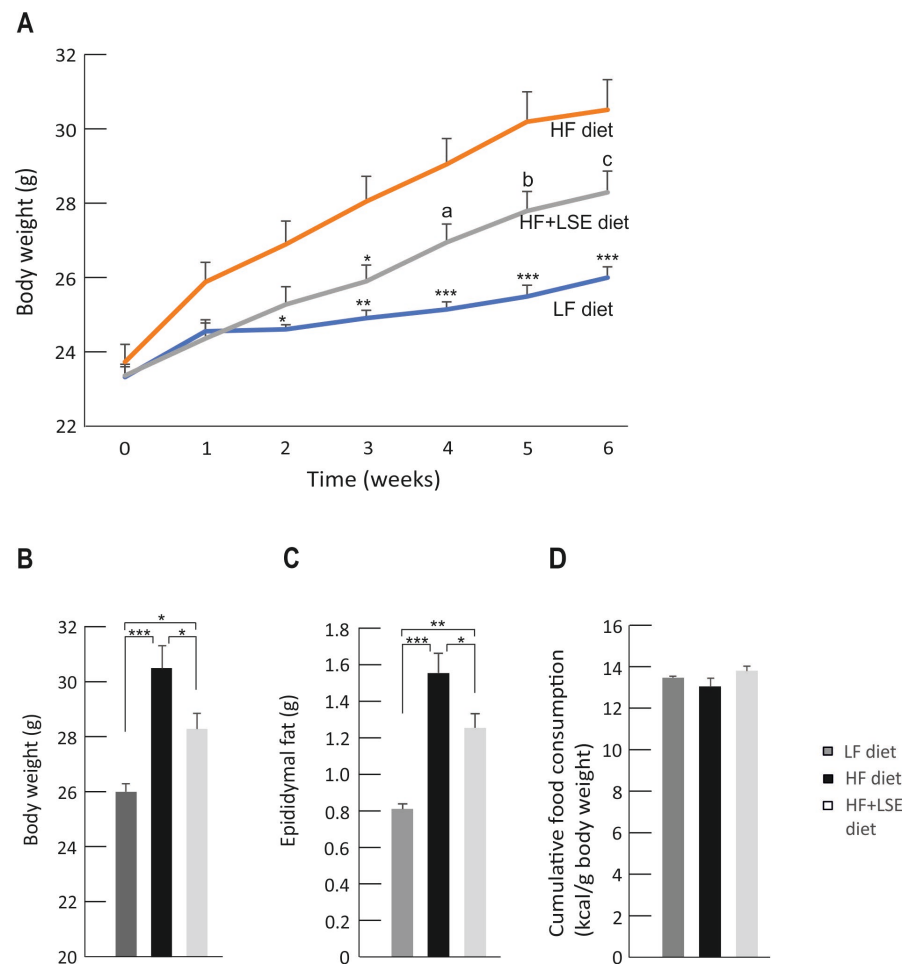 A
32
30
28
26
24
22
Body weight (g)
HF diet
c
b
a
HF+LSE diet
*
***
***
***
**
*
LF diet
0 1 2 3 4 5 6
Time (weeks)
B
*
*** *
32
30
28
26
24
22
20
Body weight (g)
C
**
*** *
1.8
1.6
1.4
1.2
1.0
0.8
0.6
0.4
0.2
0
Epididymal fat (g)
D
16
14
12
10
8
6
4
2
0
Cumulative food consumption
(kcal/g body weight)
LF diet
HF diet
HF+LSE
diet